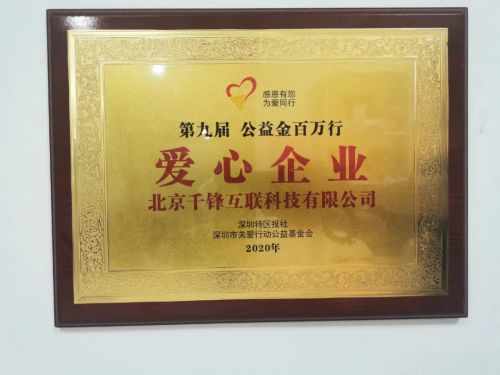 感恩有您
为爱同行
第九届 公益金百万行
爱心企业
北京千锋互联科技有限公司
深圳特区报社
深圳市关爱行动公益基金会
2020年